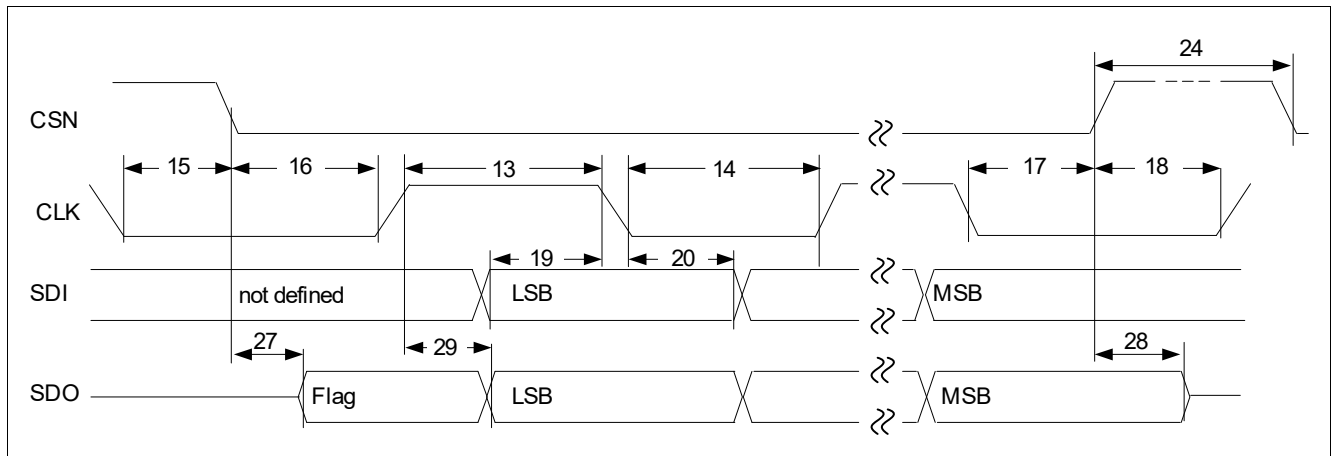 24
CSN
15 16 13 14 17 18
CLK
19 20
SDI not defined LSB MSB
27 29 28
SDO Flag LSB MSB